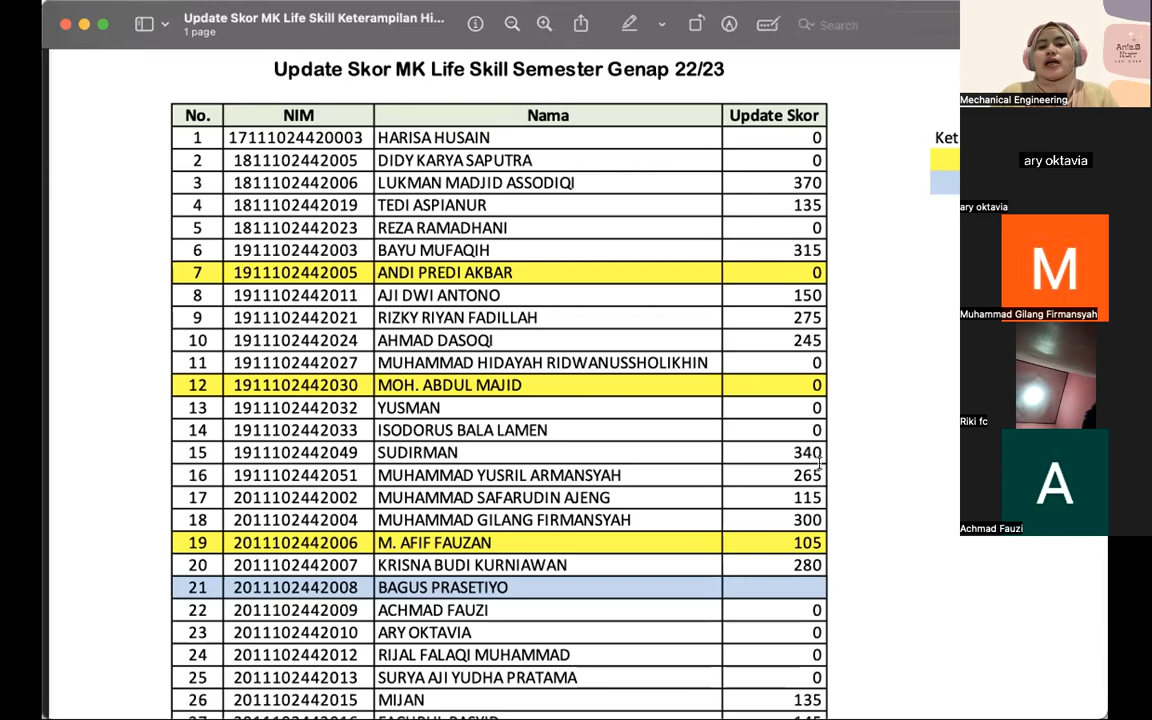 Update Skor MK Life Skill Keterampilan Hi...
1 page
Search
Update Skor MK Life Skill Semester Genap 22/23
No. NIM Nama Update Skor
1 17111024420003 HARISA HUSAIN 0
2 1811102442005 DIDY KARYA SAPUTRA 0
3 1811102442006 LUKMAN MADJID ASSODIQI 370
4 1811102442019 TEDI ASPIANUR 135
5 1811102442023 REZA RAMADHANI 0
6 1911102442003 BAYU MUFAQIH 315
7 1911102442005 ANDI PREDI AKBAR 0
8 1911102442011 AJI DWI ANTONO 150
9 1911102442021 RIZKY RIYAN FADILLAH 275
10 1911102442024 AHMAD DASOQI 245
11 1911102442027 MUHAMMAD HIDAYAH RIDWANUSSHOLIKHIN 0
12 1911102442030 MOH. ABDUL MAJID 0
13 1911102442032 YUSMAN 0
14 1911102442033 ISODORUS BALA LAMEN 0
15 1911102442049 SUDIRMAN 340
16 1911102442051 MUHAMMAD YUSRIL ARMANSYAH 265
17 2011102442002 MUHAMMAD SAFARUDIN AJENG 115
18 2011102442004 MUHAMMAD GILANG FIRMANSYAH 300
19 2011102442006 M. AFIF FAUZAN 105
20 2011102442007 KRISNA BUDI KURNIAWAN 280
21 2011102442008 BAGUS PRASETIYO
22 2011102442009 ACHMAD FAUZI 0
23 2011102442010 ARY OKTAVIA 0
24 2011102442012 RIJAL FALAQI MUHAMMAD 0
25 2011102442013 SURYA AJI YUDHA PRATAMA 0
26 2011102442015 MIJAN 135
Ket
Mechanical Engineering
ary oktavia
ary oktavia
M
Muhammad Gilang Firmansyah
Riki fc
A
Achmad Fauzi